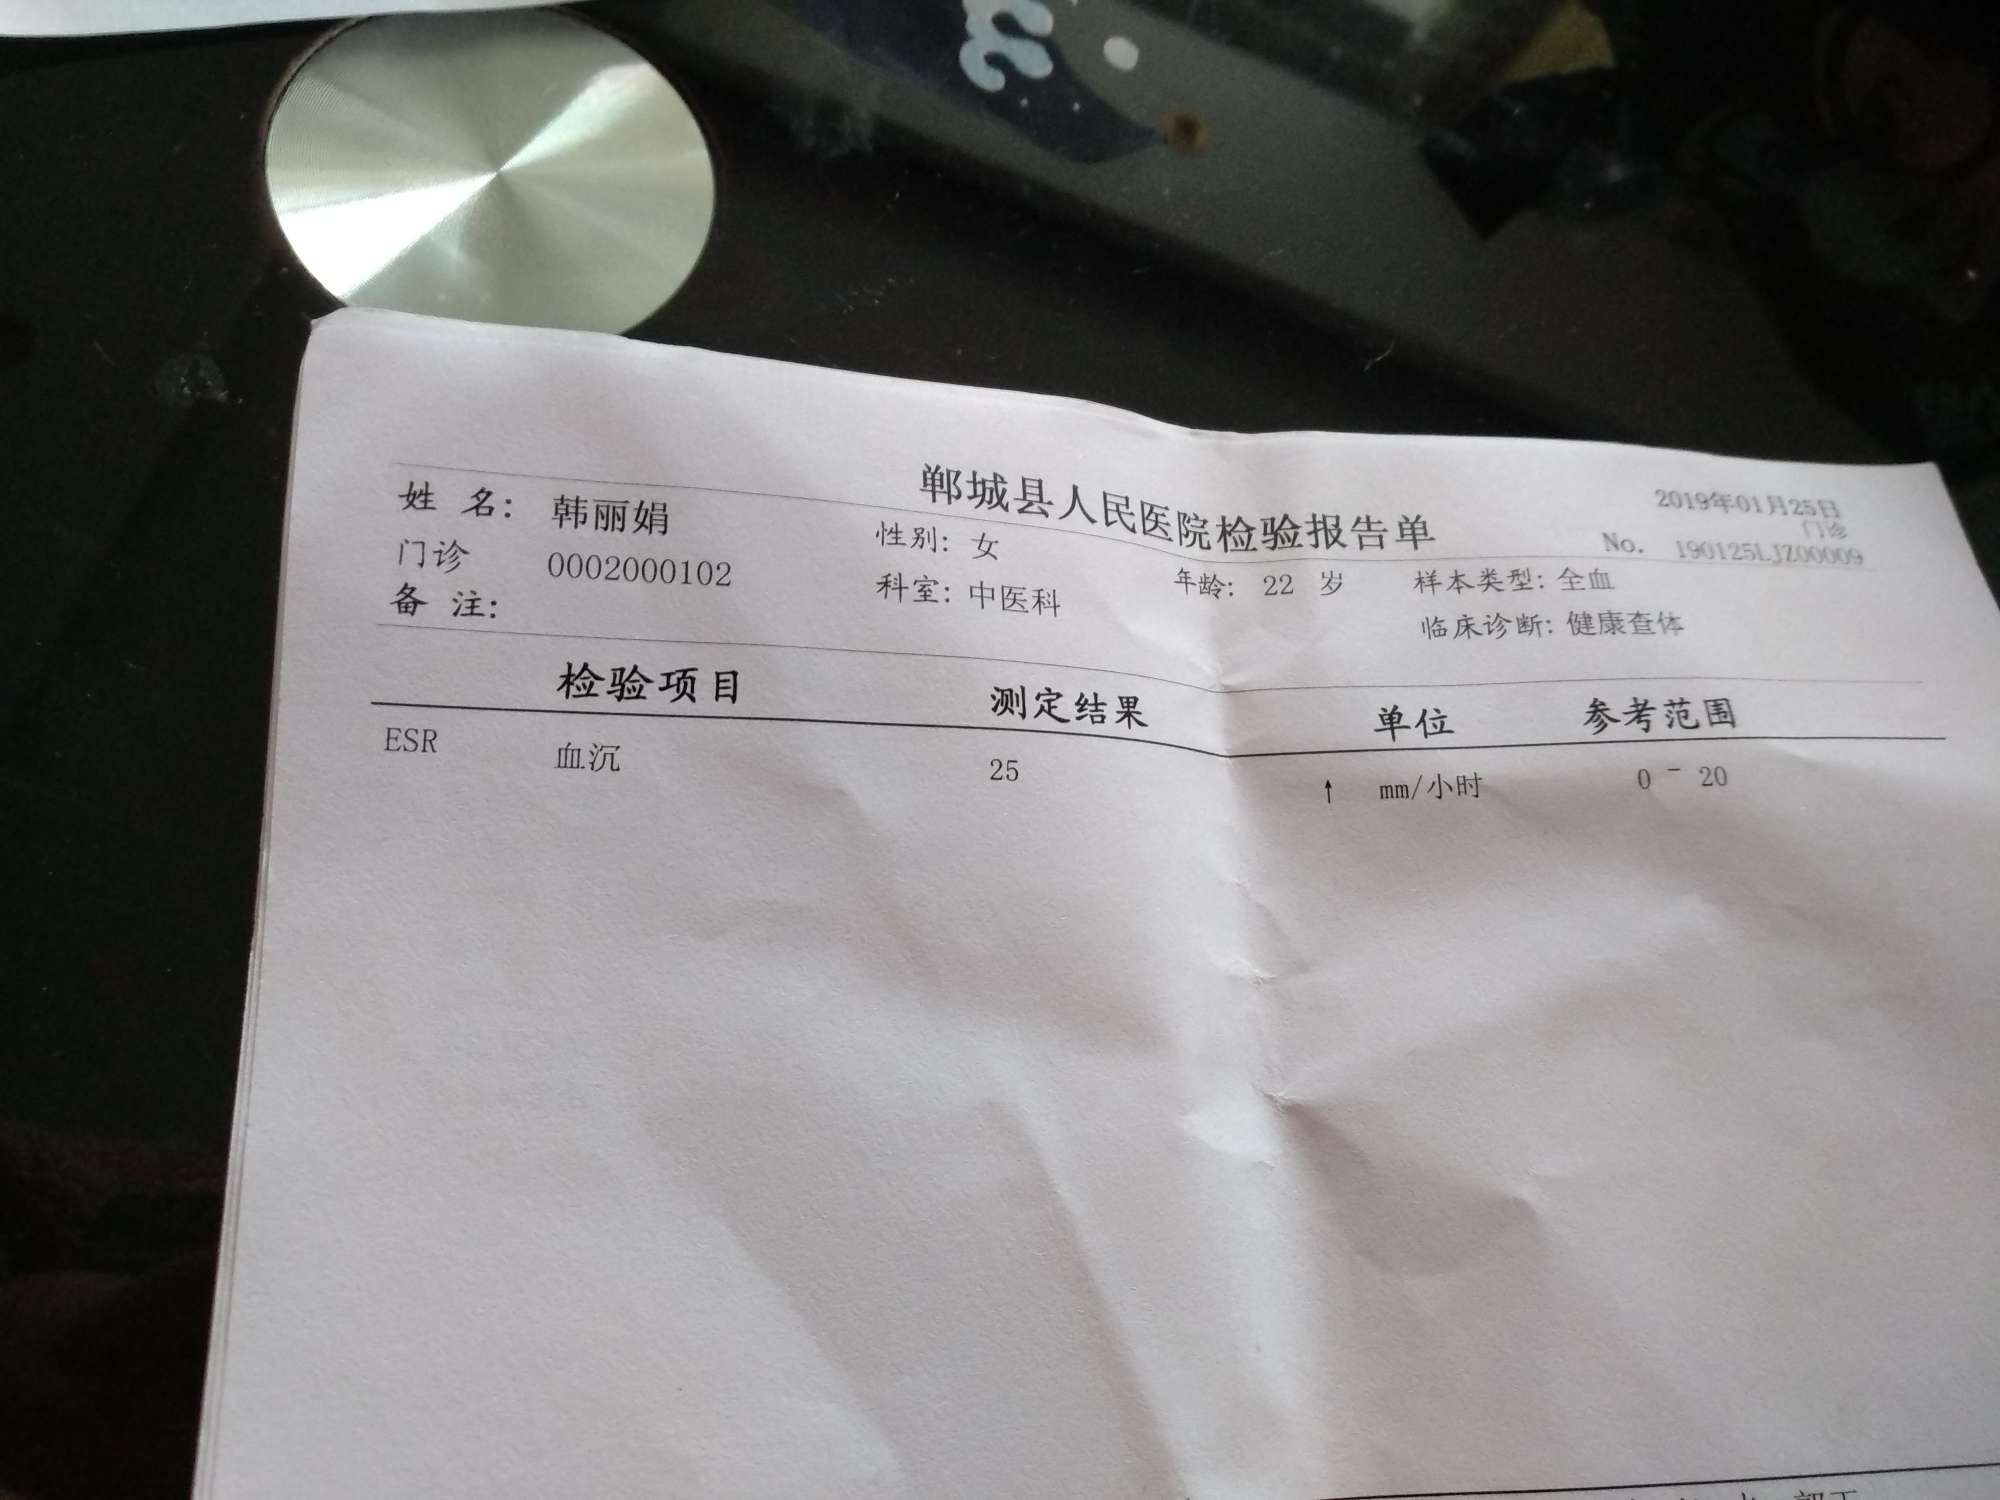 郸城县人民医院检验报告单
2019年01月25日
门诊
No. 190125LJZ00009
姓 名: 韩丽娟 性别: 女 年龄: 22 岁 样本类型: 全血
门诊 0002000102 科室: 中医科 临床诊断: 健康查体
备 注:
检验项目 测定结果 单位 参考范围
ESR 血沉 25 ↑ mm/小时 0 - 20